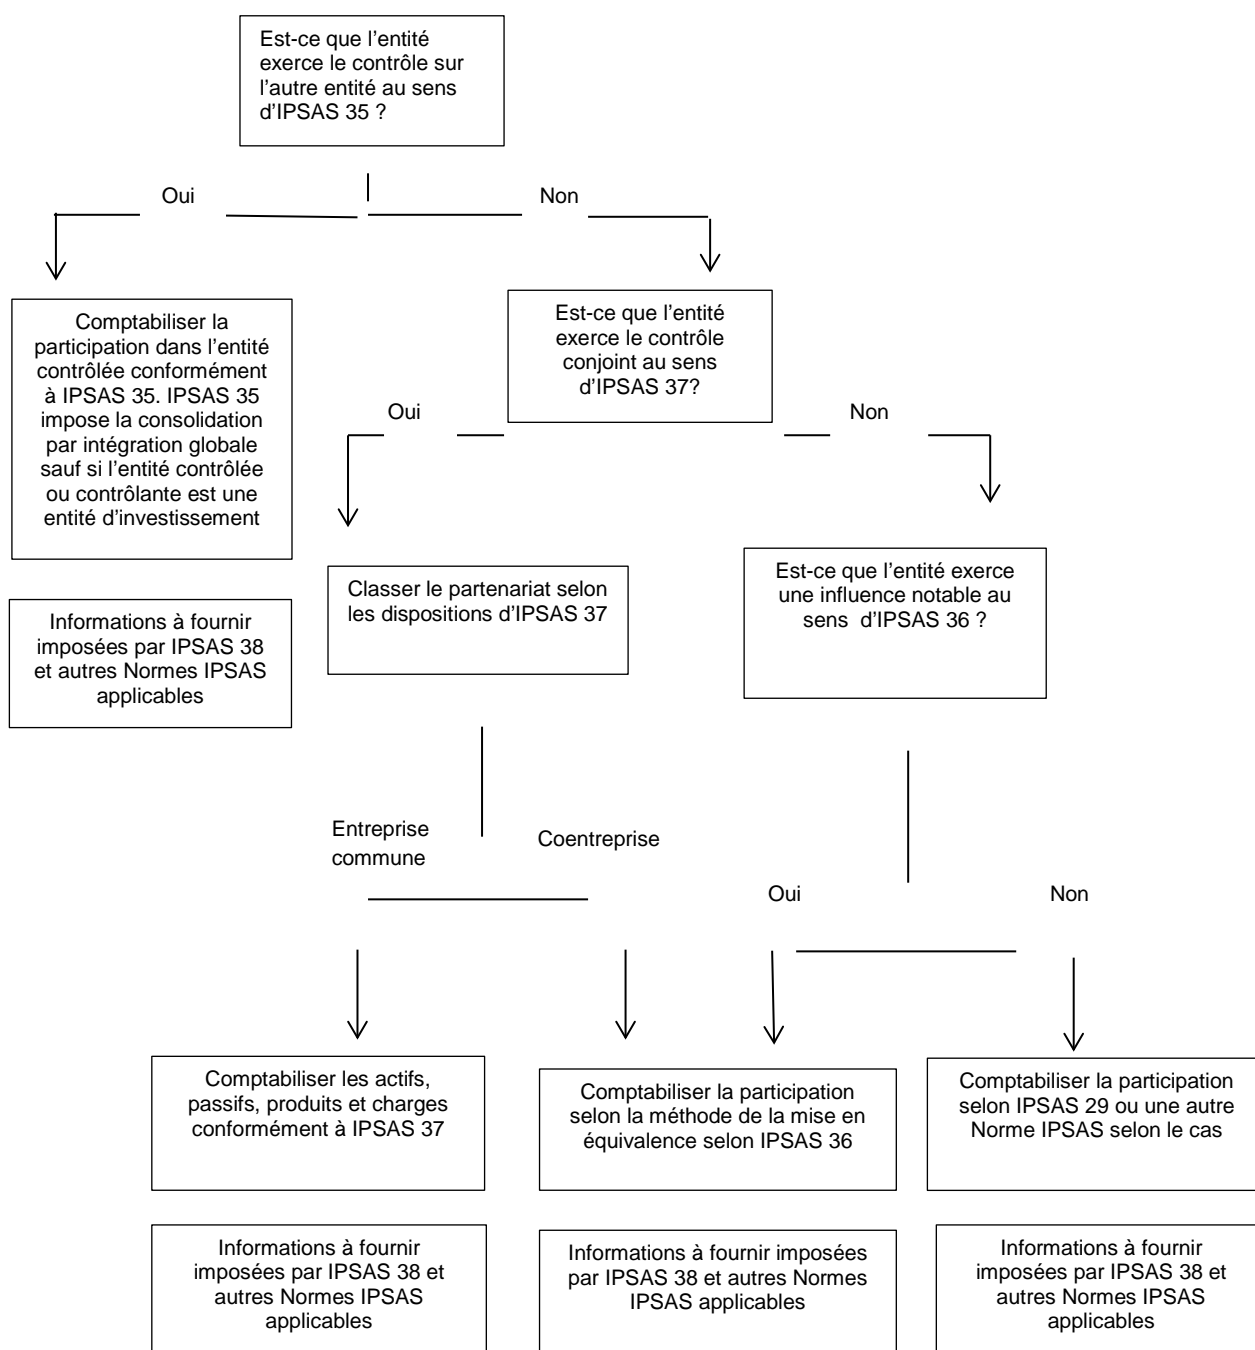 Est-ce que l'entité
exerce le contrôle sur
l'autre entité au sens
d'IPSAS 35 ?
Oui
Non
Comptabiliser la
participation dans l'entité
contrôlée conformément
à IPSAS 35. IPSAS 35
impose la consolidation
par intégration globale
sauf si l'entité contrôlée
ou contrôlante est une
entité d'investissement
Est-ce que l'entité
exerce le contrôle
conjoint au sens
d'IPSAS 37?
Oui
Non
Informations à fournir
imposées par IPSAS 38
et autres Normes IPSAS
applicables
Classer le partenariat selon
les dispositions d'IPSAS 37
Est-ce que l'entité exerce
une influence notable au
sens  d'IPSAS 36 ?
Entreprise
commune
Coentreprise
Oui
Non
Comptabiliser les actifs,
passifs, produits et charges
conformément à IPSAS 37
Comptabiliser la participation
selon la méthode de la mise en
équivalence selon IPSAS 36
Comptabiliser la participation
selon IPSAS 29 ou une autre
Norme IPSAS selon le cas
Informations à fournir
imposées par IPSAS 38 et
autres Normes IPSAS
applicables
Informations à fournir imposées
par IPSAS 38 et autres Normes
IPSAS applicables
Informations à fournir
imposées par IPSAS 38 et
autres Normes IPSAS
applicables